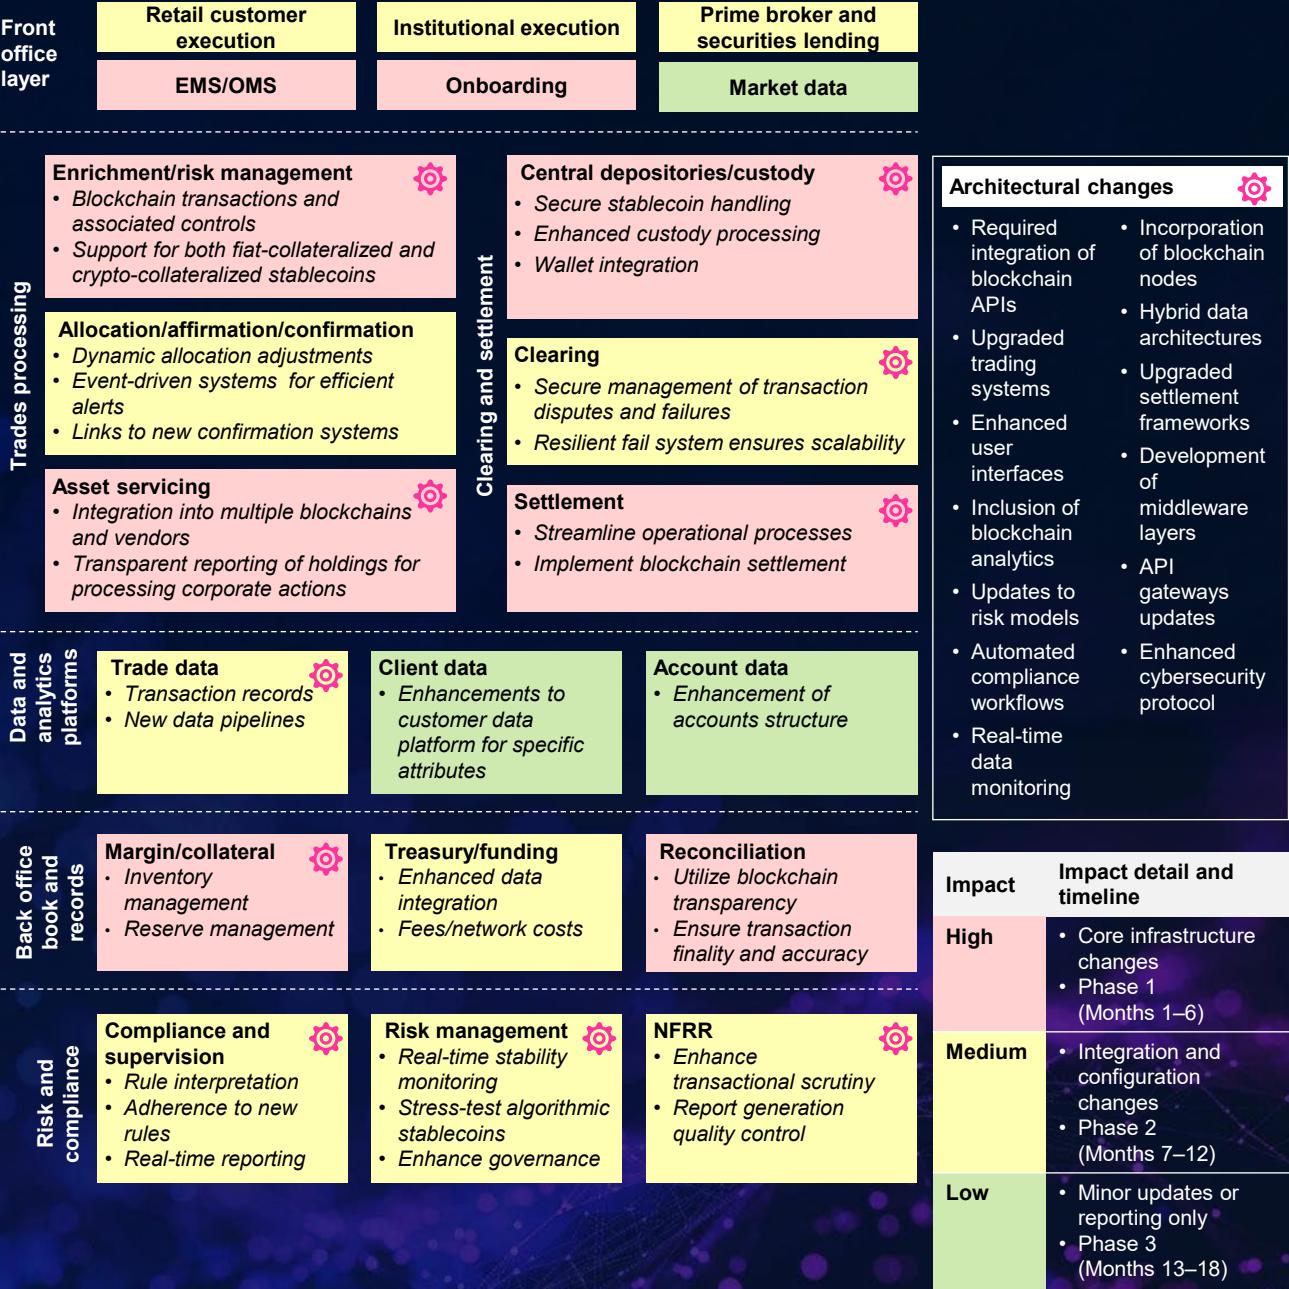 Front
office
layer
Retail customer
execution
Institutional execution
Prime broker and
securities lending
EMS/OMS
Onboarding
Market data
Trades processing
Enrichment/risk management
• Blockchain transactions and
associated controls
• Support for both fiat-collateralized and
crypto-collateralized stablecoins
Allocation/affirmation/confirmation
• Dynamic allocation adjustments
• Event-driven systems for efficient
alerts
• Links to new confirmation systems
Asset servicing
• Integration into multiple blockchains
and vendors
• Transparent reporting of holdings for
processing corporate actions
Clearing and settlement
Central depositories/custody
• Secure stablecoin handling
• Enhanced custody processing
• Wallet integration
Clearing
• Secure management of transaction
disputes and failures
• Resilient fail system ensures scalability
Settlement
• Streamline operational processes
• Implement blockchain settlement
Data and
analytics
platforms
Trade data
• Transaction records
• New data pipelines
Client data
• Enhancements to
customer data
platform for specific
attributes
Account data
• Enhancement of
accounts structure
Back office
book and
records
Margin/collateral
• Inventory
management
• Reserve management
Treasury/funding
• Enhanced data
integration
• Fees/network costs
Reconciliation
• Utilize blockchain
transparency
• Ensure transaction
finality and accuracy
Risk and
compliance
Compliance and
supervision
• Rule interpretation
• Adherence to new
rules
• Real-time reporting
Risk management
• Real-time stability
monitoring
• Stress-test algorithmic
stablecoins
• Enhance governance
NFRR
• Enhance
transactional scrutiny
• Report generation
quality control
Architectural changes
• Required
integration of
blockchain
APIs
• Upgraded
trading
systems
• Enhanced
user
interfaces
• Inclusion of
blockchain
analytics
• Updates to
risk models
• Automated
compliance
workflows
• Real-time
data
monitoring
• Incorporation
of blockchain
nodes
• Hybrid data
architectures
• Upgraded
settlement
frameworks
• Development
of
middleware
layers
• API
gateways
updates
• Enhanced
cybersecurity
protocol
Impact
Impact detail and
timeline
High
• Core infrastructure
changes
• Phase 1
(Months 1–6)
Medium
• Integration and
configuration
changes
• Phase 2
(Months 7–12)
Low
• Minor updates or
reporting only
• Phase 3
(Months 13–18)